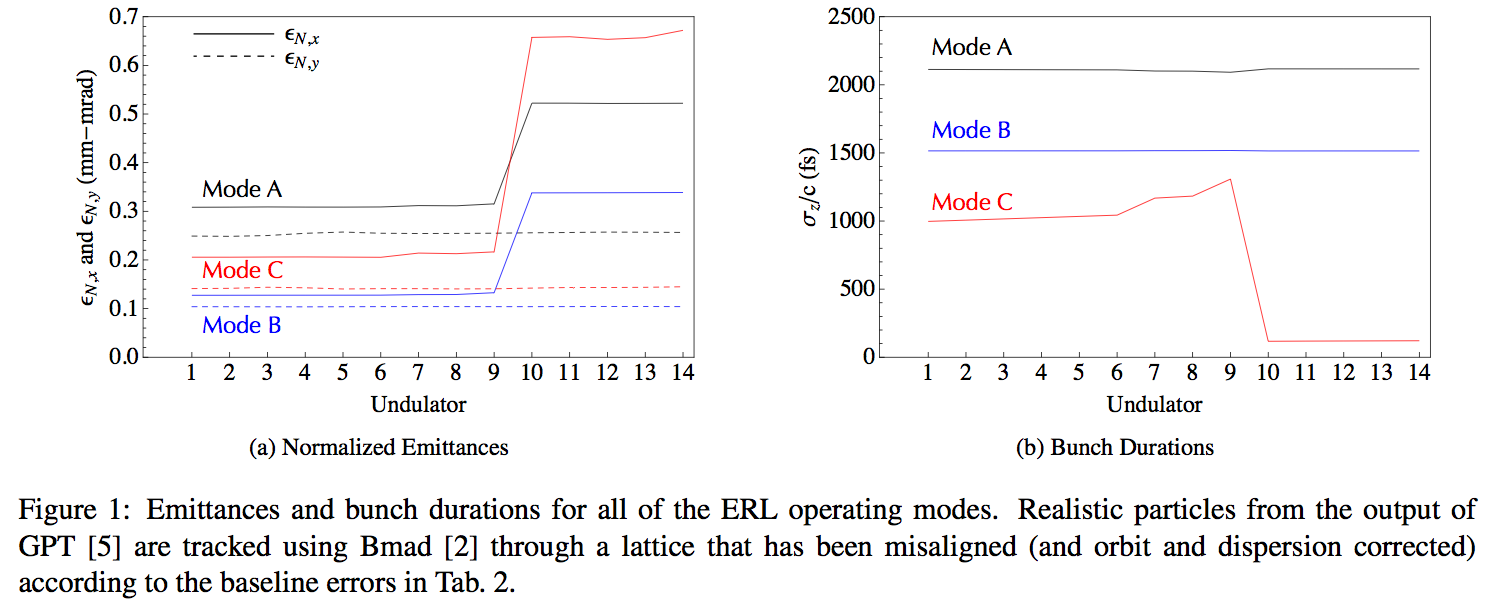 0.7
0.6
0.5
0.4
0.3
0.2
0.1
0.0
ϵN,x and ϵN,y (mm−mrad)
ϵN,x
ϵN,y
Mode A
Mode C
Mode B
1 2 3 4 5 6 7 8 9 10 11 12 13 14
Undulator
(a) Normalized Emittances
2500
2000
1500
1000
500
0
σz/c (fs)
Mode A
Mode B
Mode C
1 2 3 4 5 6 7 8 9 10 11 12 13 14
Undulator
(b) Bunch Durations
Figure 1: Emittances and bunch durations for all of the ERL operating modes. Realistic particles from the output of
GPT [5] are tracked using Bmad [2] through a lattice that has been misaligned (and orbit and dispersion corrected)
according to the baseline errors in Tab. 2.